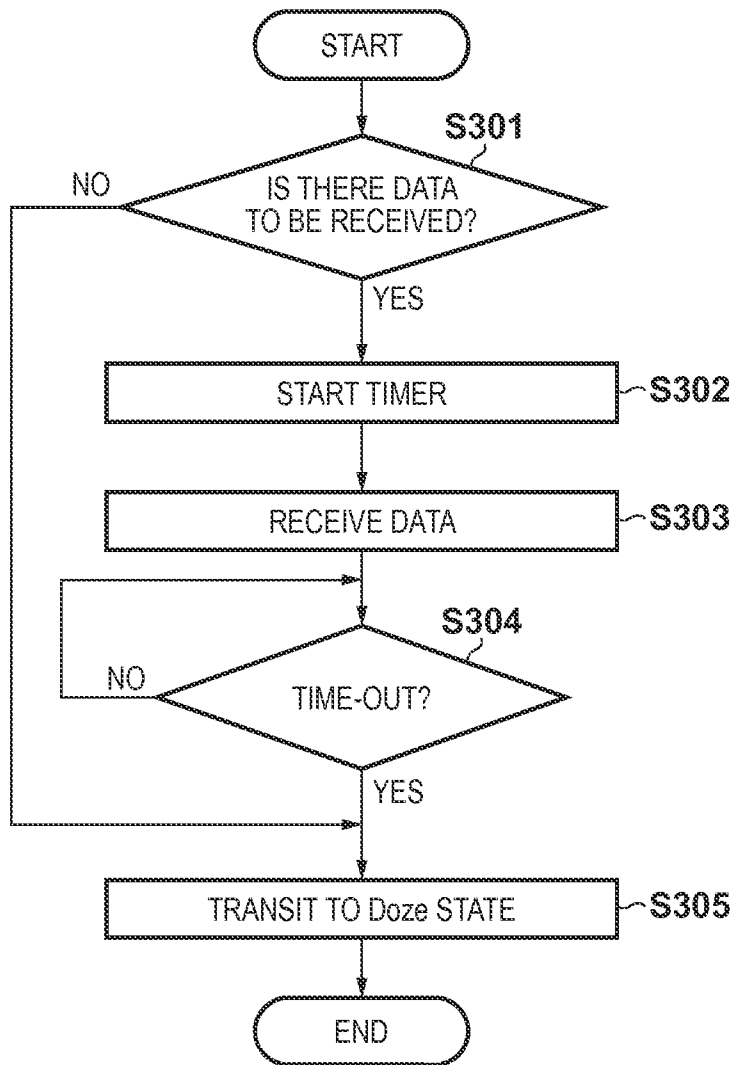 START
S301
NO
IS THERE DATA
TO BE RECEIVED?
YES
START TIMER
S302
RECEIVE DATA
S303
S304
NO
TIME-OUT?
YES
TRANSIT TO Doze STATE
S305
END